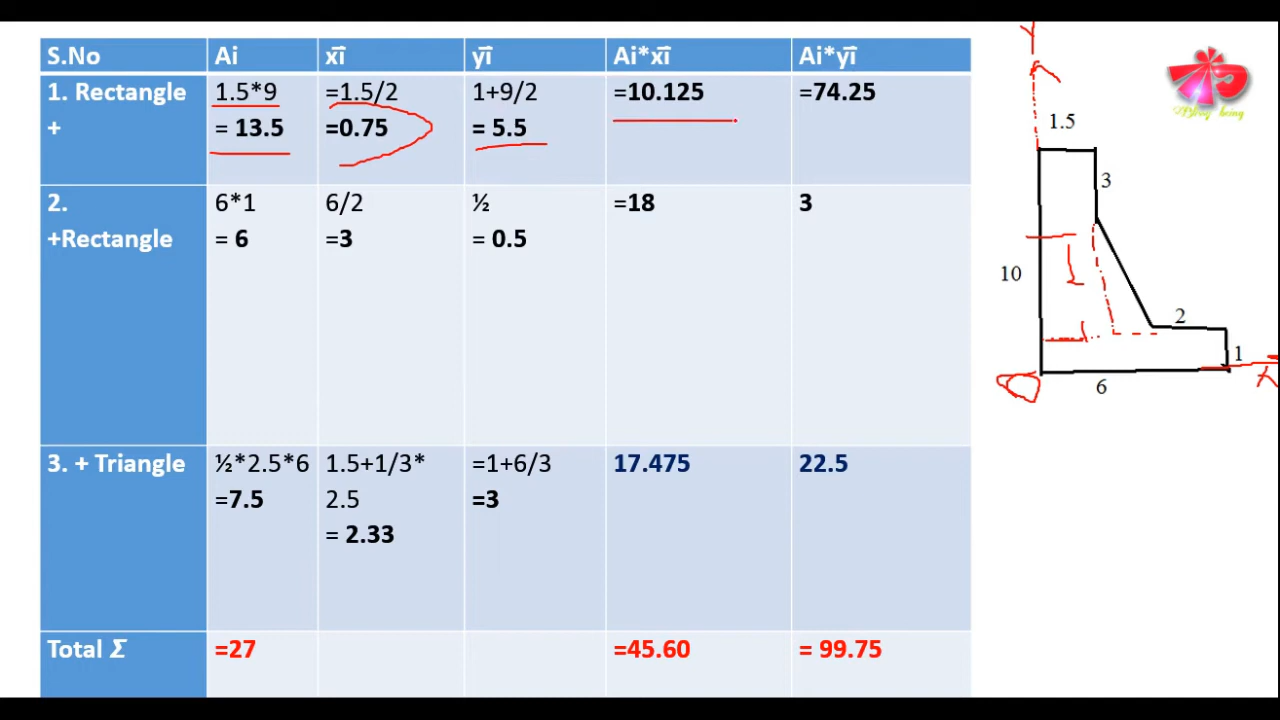 S.No Ai x̄i ȳi Ai*x̄i Ai*ȳi
1. Rectangle 1.5*9 =1.5/2 1+9/2 =10.125 =74.25
+ = 13.5 =0.75 = 5.5
2. 6*1 6/2 ½ =18 3
+Rectangle = 6 =3 = 0.5
3. + Triangle ½*2.5*6 1.5+1/3* =1+6/3 17.475 22.5
=7.5 2.5 =3
= 2.33
Total Σ =27 =45.60 = 99.75
Y
Bling being
1.5
3
10
2
1
6